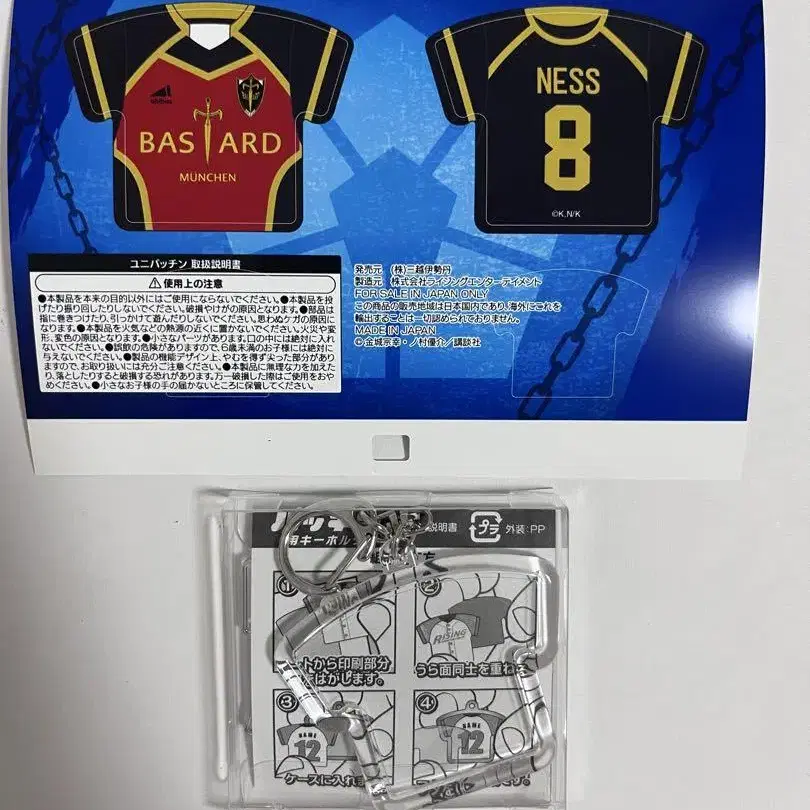 BASTARD
MÜNCHEN
NESS
8
©K.N/K
ユニパッチン 取扱説明書
⚠使用上の注意
●本製品を本来の目的以外にはご使用にならないでください。●本製品を投
げたり振り回したりしないでください。破損やけがの原因となります。●部品は
指に巻きつけたり、引っかけて遊んだりしないでください。思わぬケガの原因に
なります。●本製品を火気などの熱源の近くに置かないでください。火災や変
形、変色の原因となります。●小さなパーツがあります。口の中には絶対に入
れないでください。●誤飲の危険がありますので、6歳未満のお子様には絶対に
与えないでください。●製品の機能デザイン上、やむを得ず尖った部分があり
ますので、お取り扱いには充分ご注意ください。●本製品に無理な力を加えた
り、落としたりすると破損する恐れがあります。万一破損した際はご使用をおや
めください。●小さなお子様の手の届かないところに保管してください。
発売元 (株)三越伊勢丹
製造元 株式会社ライジングエンターテイメント
FOR SALE IN JAPAN ONLY
この商品の販売地域は日本国内であり、海外にこれを
輸出することは一切認められておりません。
MADE IN JAPAN
©金城宗幸・ノ村優介/講談社
説明書
プラ
外装:PP
用キーホル
①
②
RISING
ートから印刷部分
はがします。
うら面同士を重ねる
③
④
NAME
12
NAME
12
ケースに入れま